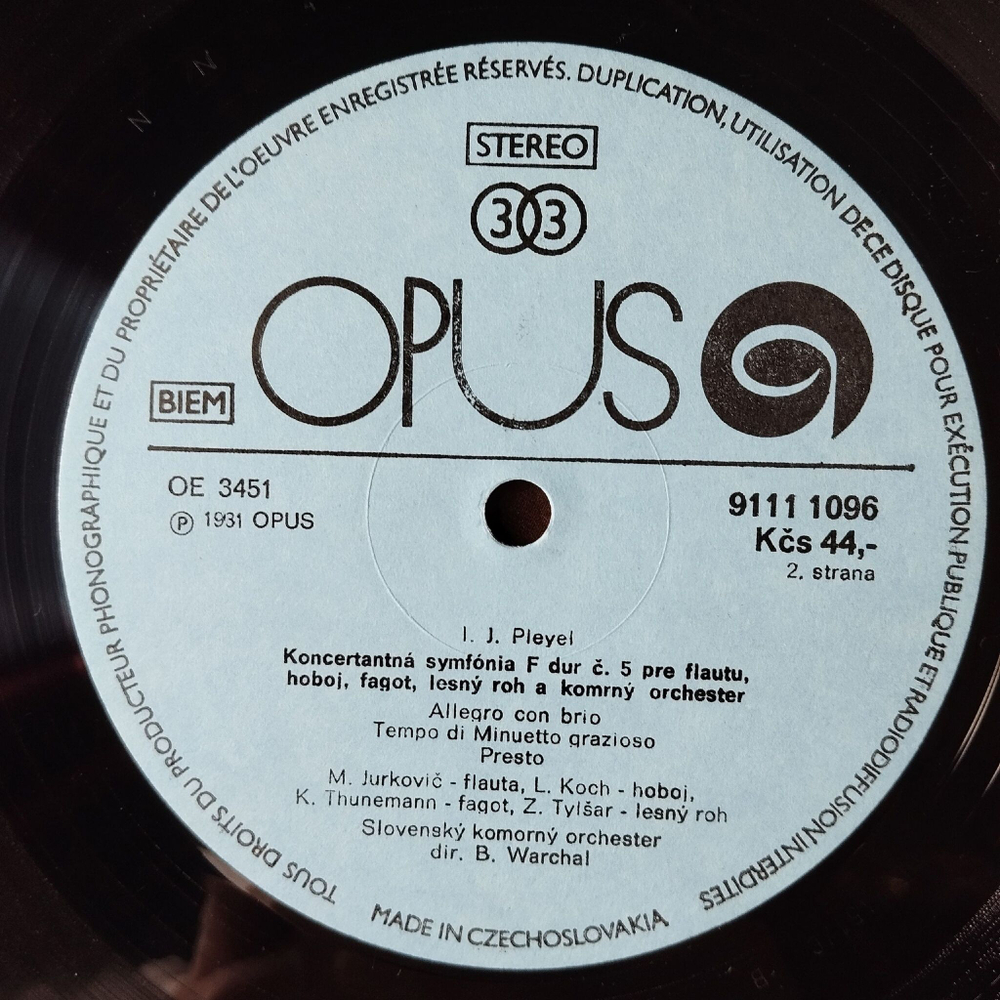 TOUS DROITS DU PRODUCTEUR PHONOGRAPHIQUE ET DU PROPRIÉTAIRE DE L'OEUVRE ENREGISTRÉE RÉSERVÉS. DUPLICATION, UTILISATION DE CE DISQUE POUR EXÉCUTION PUBLIQUE ET RADIODIFFUSION INTERDITES
STEREO
33
OPUS
BIEM
OE 3451
9111 1096
Ⓟ 1931 OPUS
Kčs 44,-
2. strana
I. J. Pleyel
Koncertantná symfónia F dur č. 5 pre flautu,
hoboj, fagot, lesný roh a komrný orchester
Allegro con brio
Tempo di Minuetto grazioso
Presto
M. Jurkovič - flauta, L. Koch - hoboj,
K. Thunemann - fagot, Z. Tylšar - lesný roh
Slovenský komorný orchester
dir. B. Warchal
MADE IN CZECHOSLOVAKIA